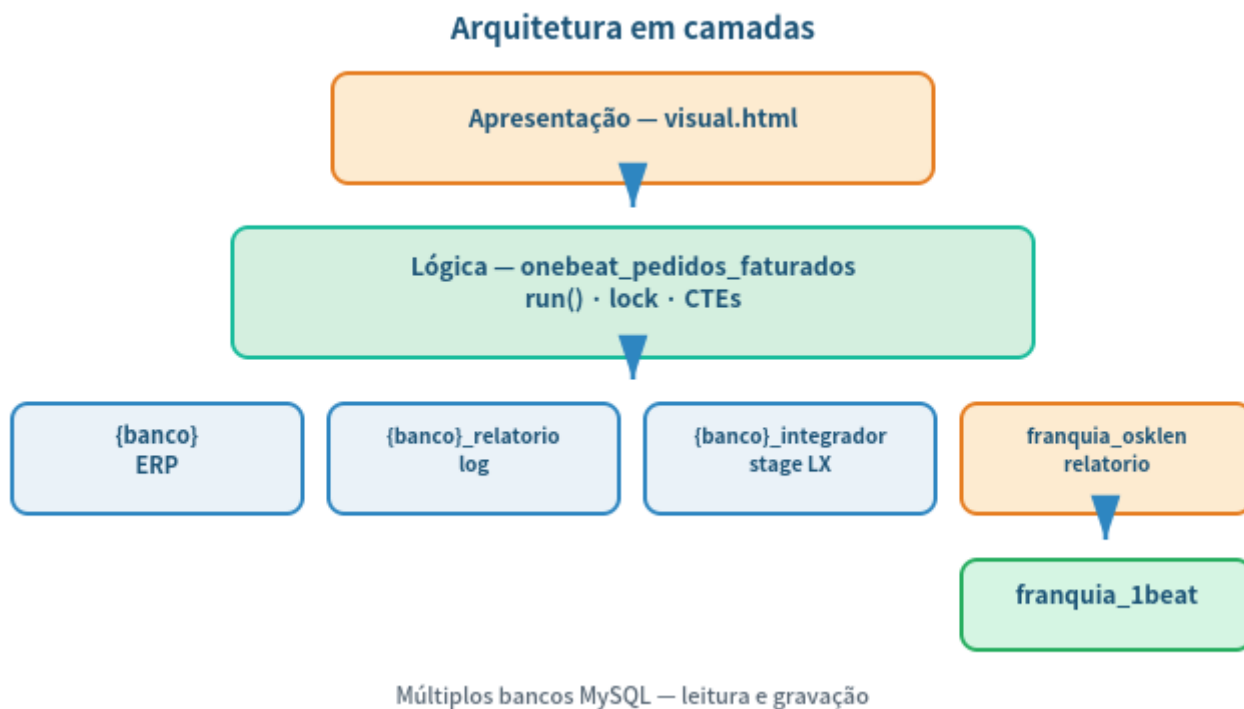 Arquitetura em camadas
Apresentação — visual.html
Lógica — onebeat_pedidos_faturados
run() · lock · CTEs
{banco}
ERP
{banco}_relatorio
log
{banco}_integrador
stage LX
franquia_osklen
relatorio
franquia_1beat
Múltiplos bancos MySQL — leitura e gravação